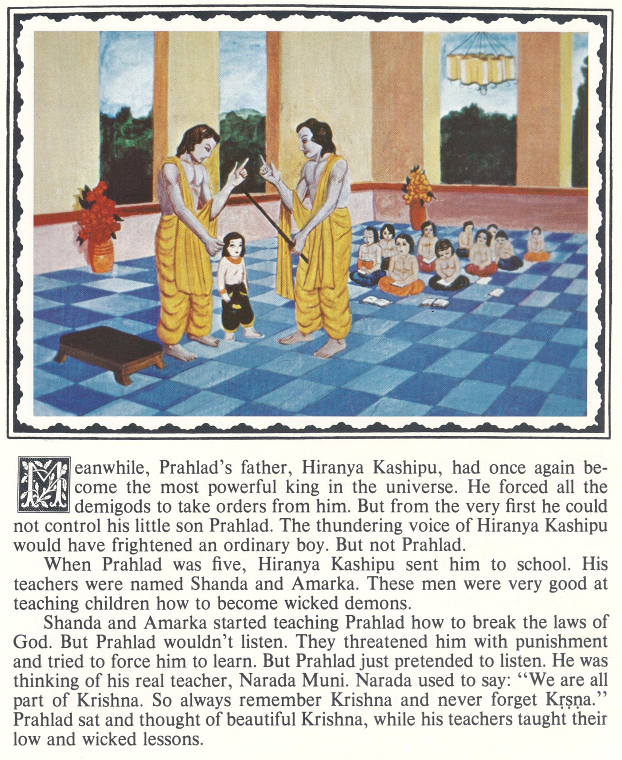 Meanwhile, Prahlad's father, Hiranya Kashipu, had once again be-
come the most powerful king in the universe. He forced all the
demigods to take orders from him. But from the very first he could
not control his little son Prahlad. The thundering voice of Hiranya Kashipu
would have frightened an ordinary boy. But not Prahlad.
When Prahlad was five, Hiranya Kashipu sent him to school. His
teachers were named Shanda and Amarka. These men were very good at
teaching children how to become wicked demons.
Shanda and Amarka started teaching Prahlad how to break the laws of
God. But Prahlad wouldn't listen. They threatened him with punishment
and tried to force him to learn. But Prahlad just pretended to listen. He was
thinking of his real teacher, Narada Muni. Narada used to say: “We are all
part of Krishna. So always remember Krishna and never forget Kṛṣṇa.”
Prahlad sat and thought of beautiful Krishna, while his teachers taught their
low and wicked lessons.